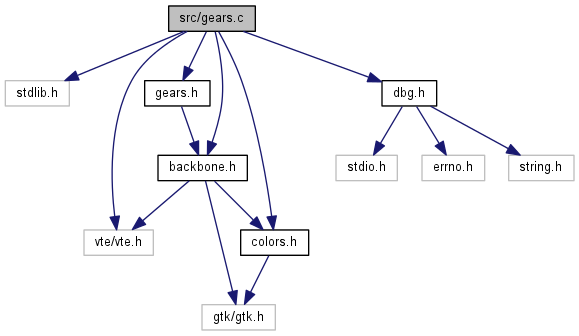 src/gears.c
stdlib.h
gears.h
dbg.h
backbone.h
stdio.h
errno.h
string.h
vte/vte.h
colors.h
gtk/gtk.h